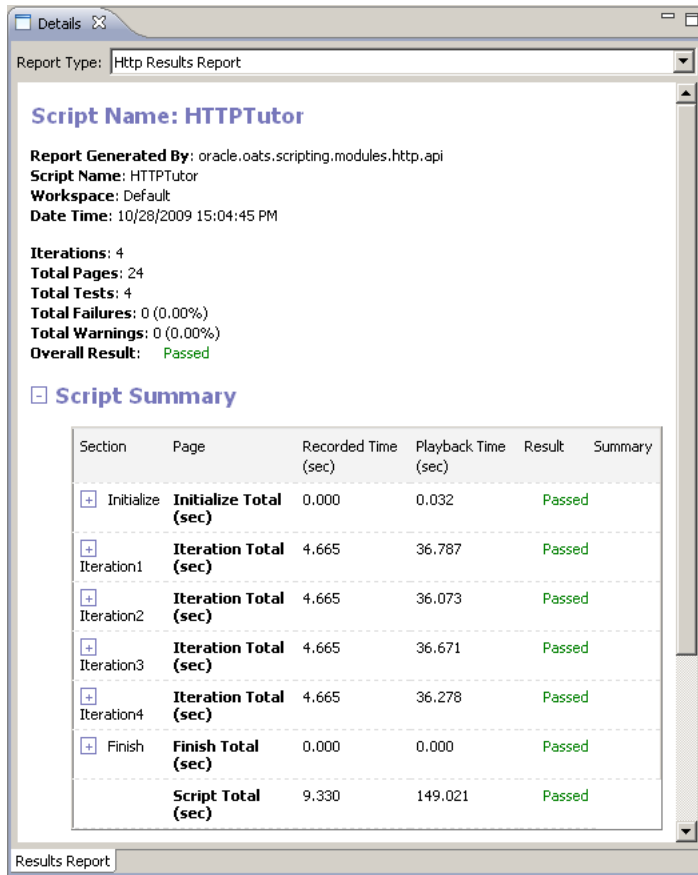 Details
Report Type: Http Results Report
Script Name: HTTPTutor
Report Generated By: oracle.oats.scripting.modules.http.api
Script Name: HTTPTutor
Workspace: Default
Date Time: 10/28/2009 15:04:45 PM
Iterations: 4
Total Pages: 24
Total Tests: 4
Total Failures: 0 (0.00%)
Total Warnings: 0 (0.00%)
Overall Result: Passed
Script Summary
Section Page Recorded Time (sec) Playback Time (sec) Result Summary
Initialize Initialize Total (sec) 0.000 0.032 Passed
Iteration1 Iteration Total (sec) 4.665 36.787 Passed
Iteration2 Iteration Total (sec) 4.665 36.073 Passed
Iteration3 Iteration Total (sec) 4.665 36.671 Passed
Iteration4 Iteration Total (sec) 4.665 36.278 Passed
Finish Finish Total (sec) 0.000 0.000 Passed
Script Total (sec) 9.330 149.021 Passed
Results Report